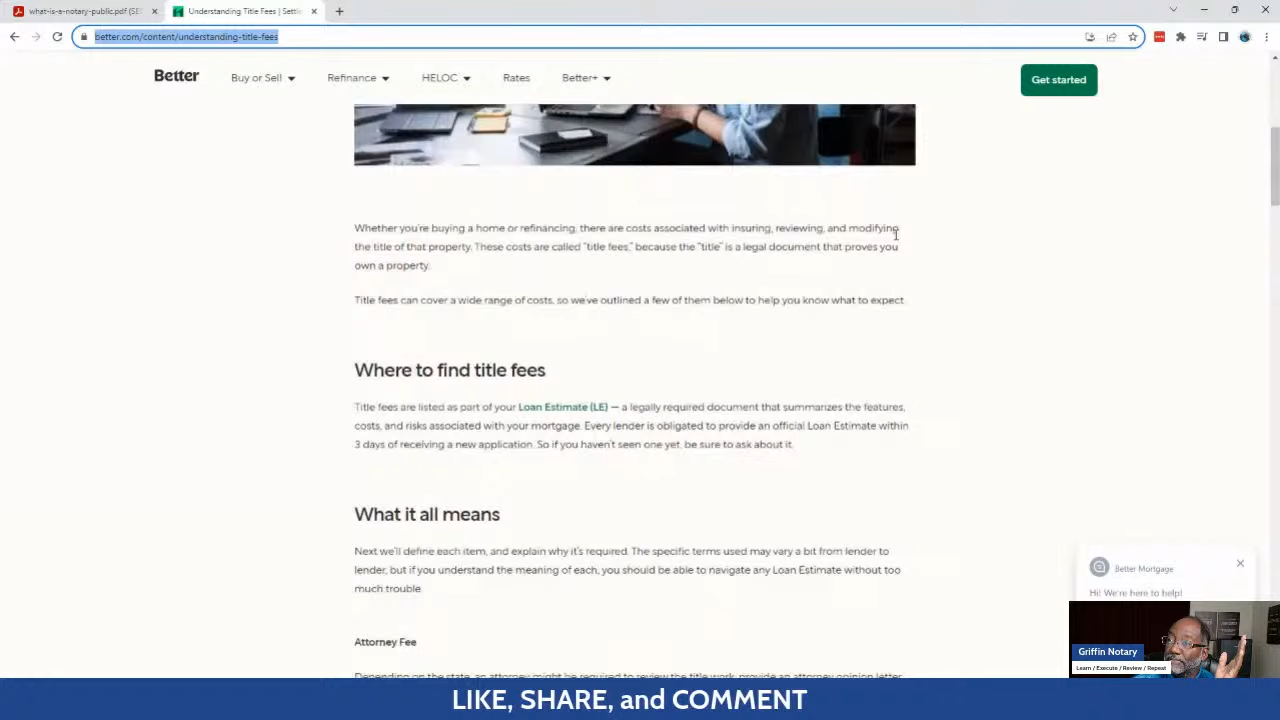 what-is-a-notary-public.pdf (SE
Understanding Title Fees | Settl
better.com/content/understanding-title-fees
Better
Buy or Sell
Refinance
HELOC
Rates
Better+
Get started
Whether you're buying a home or refinancing, there are costs associated with insuring, reviewing, and modifying
the title of that property. These costs are called "title fees," because the "title" is a legal document that proves you
own a property.
Title fees can cover a wide range of costs, so we've outlined a few of them below to help you know what to expect.
Where to find title fees
Title fees are listed as part of your Loan Estimate (LE) — a legally required document that summarizes the features,
costs, and risks associated with your mortgage. Every lender is obligated to provide an official Loan Estimate within
3 days of receiving a new application. So if you haven't seen one yet, be sure to ask about it.
What it all means
Next we'll define each item, and explain why it's required. The specific terms used may vary a bit from lender to
lender, but if you understand the meaning of each, you should be able to navigate any Loan Estimate without too
much trouble.
Attorney Fee
Depending on the state, an attorney might be required to review the title work, provide an attorney opinion letter
Better Mortgage
Hi! We're here to help!
Griffin Notary
Learn / Execute / Review / Repeat
LIKE, SHARE, and COMMENT